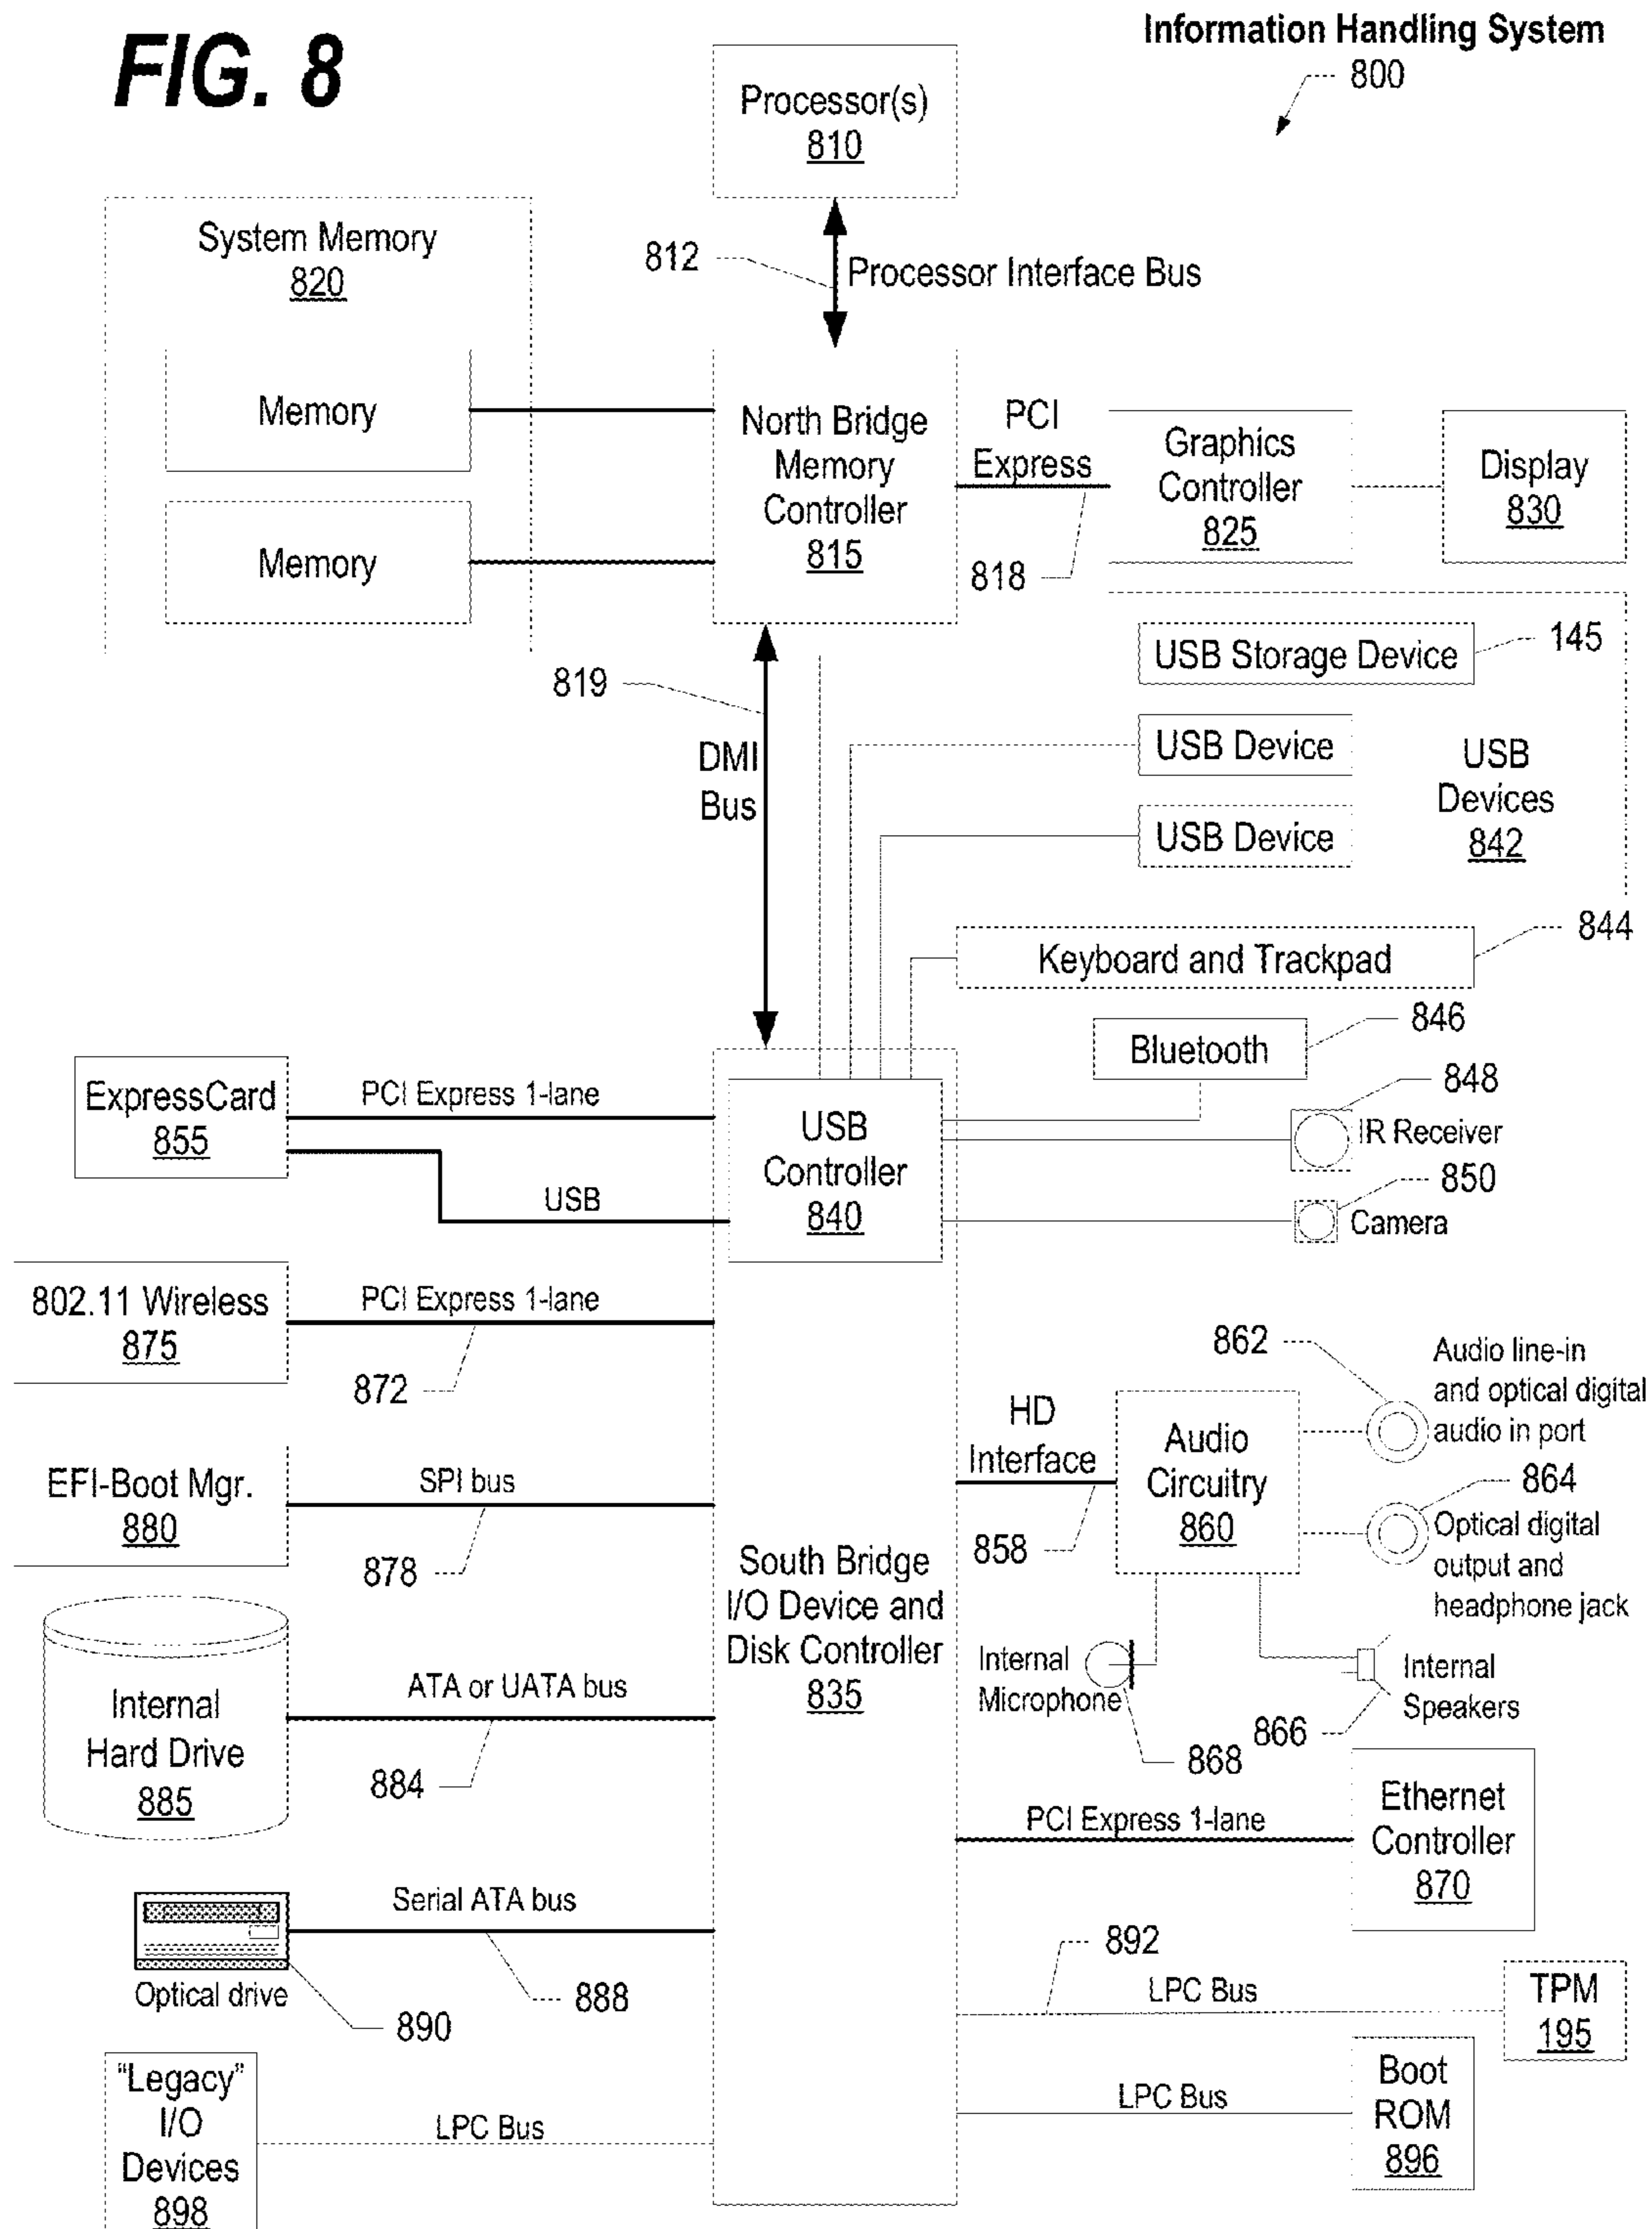 FIG. 8
Information Handling System
800
Processor(s)
810
System Memory
820
812
Processor Interface Bus
Memory
Memory
North Bridge
Memory
Controller
815
PCI
Express
818
Graphics
Controller
825
Display
830
USB Storage Device
145
819
DMI
Bus
USB Device
USB Device
USB
Devices
842
844
Keyboard and Trackpad
846
Bluetooth
848
IR Receiver
850
Camera
ExpressCard
855
PCI Express 1-lane
USB
USB
Controller
840
802.11 Wireless
875
PCI Express 1-lane
872
862
Audio line-in
and optical digital
audio in port
HD
Interface
858
Audio
Circuitry
860
864
Optical digital
output and
headphone jack
EFI-Boot Mgr.
880
SPI bus
878
South Bridge
I/O Device and
Disk Controller
835
Internal
Microphone
868
866
Internal
Speakers
Internal
Hard Drive
885
ATA or UATA bus
884
PCI Express 1-lane
Ethernet
Controller
870
Serial ATA bus
888
Optical drive
890
892
LPC Bus
TPM
195
LPC Bus
Boot
ROM
896
"Legacy"
I/O
Devices
898
LPC Bus